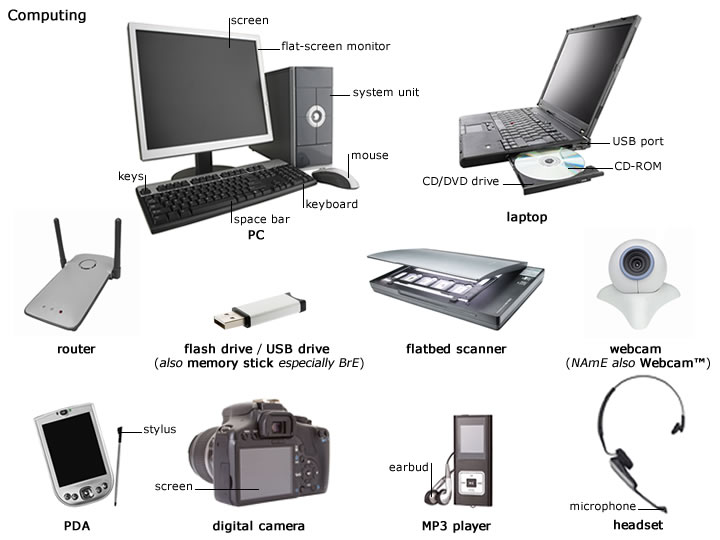 Computing
screen
flat-screen monitor
system unit
mouse
keys
keyboard
space bar
PC
USB port
CD-ROM
CD/DVD drive
laptop
router
flash drive / USB drive
(also memory stick especially BrE)
flatbed scanner
webcam
(NAmE also Webcam™)
stylus
PDA
screen
digital camera
earbud
MP3 player
microphone
headset